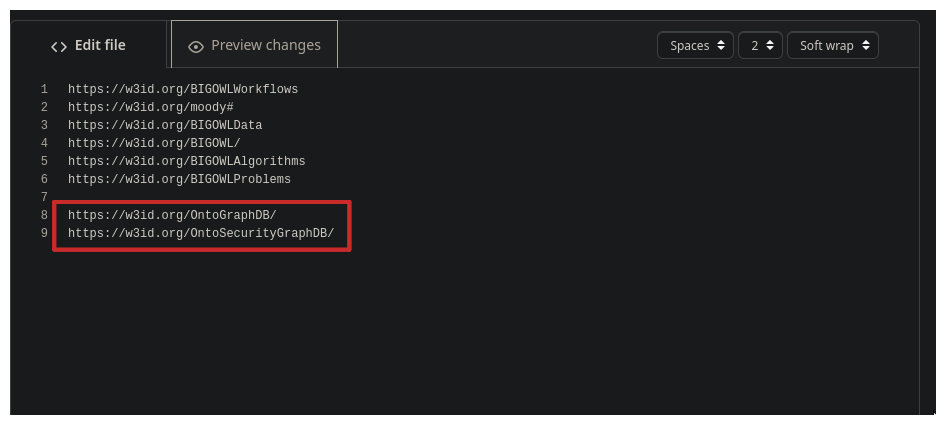 Edit file
Preview changes
Spaces
2
Soft wrap
1 https://w3id.org/BIGOWLWorkflows
2 https://w3id.org/moody#
3 https://w3id.org/BIGOWLData
4 https://w3id.org/BIGOWL/
5 https://w3id.org/BIGOWLAlgorithms
6 https://w3id.org/BIGOWLProblems
7
8 https://w3id.org/OntoGraphDB/
9 https://w3id.org/OntoSecurityGraphDB/